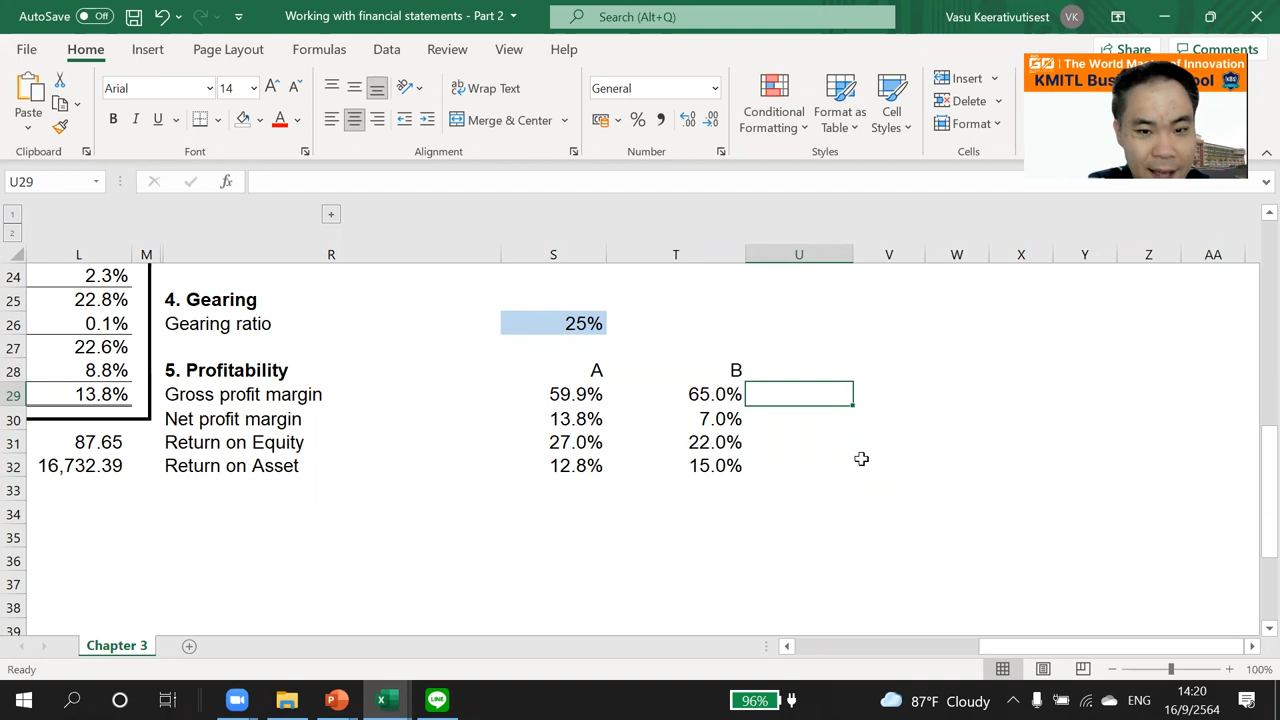 AutoSave Off Working with financial statements - Part 2 Search (Alt+Q) Vasu Keerativutisest VK
File Home Insert Page Layout Formulas Data Review View Help Share Comments
The World Ma of Innovation
KMITL Bus ool
Paste
Clipboard
Arial 14
B I U A
Font
Wrap Text
Merge & Center
Alignment
General
% ,
Number
Conditional Formatting
Format as Table
Cell Styles
Styles
Insert
Delete
Format
Cells
U29 fx
1
2
L M R S T U V W X Y Z AA
24 2.3%
25 22.8% 4. Gearing
26 0.1% Gearing ratio 25%
27 22.6%
28 8.8% 5. Profitability A B
29 13.8% Gross profit margin 59.9% 65.0%
30 Net profit margin 13.8% 7.0%
31 87.65 Return on Equity 27.0% 22.0%
32 16,732.39 Return on Asset 12.8% 15.0%
33
34
35
36
37
38
39
Chapter 3
Ready 100%
96% 87°F Cloudy ENG 14:20
16/9/2564